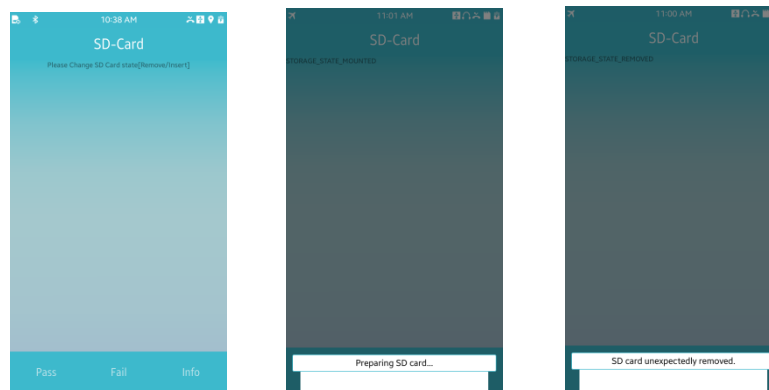 10:38 AM
SD-Card
Please Change SD Card state[Remove/Insert]
Pass Fail Info
11:01 AM
SD-Card
STORAGE_STATE_MOUNTED
Preparing SD card...
11:00 AM
SD-Card
STORAGE_STATE_REMOVED
SD card unexpectedly removed.